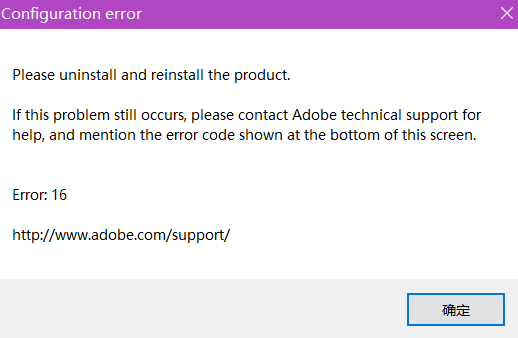 Configuration error
Please uninstall and reinstall the product.
If this problem still occurs, please contact Adobe technical support for
help, and mention the error code shown at the bottom of this screen.
Error: 16
http://www.adobe.com/support/
确定